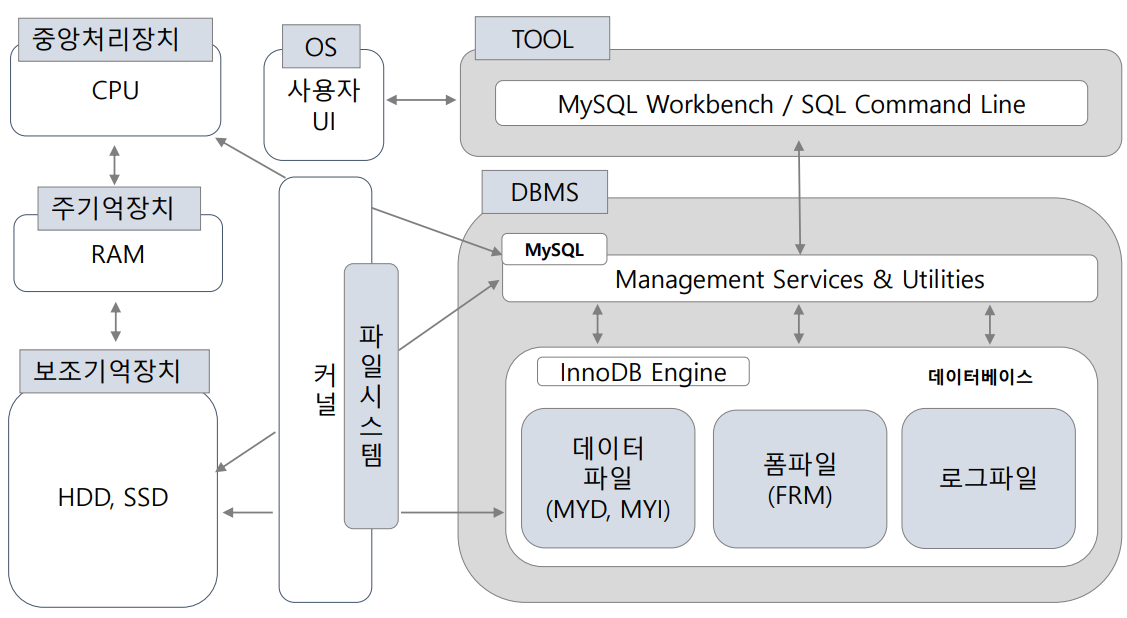 중앙처리장치
CPU
주기억장치
RAM
보조기억장치
HDD, SSD
OS
사용자
UI
커널
파일시스템
TOOL
MySQL Workbench / SQL Command Line
DBMS
MySQL
Management Services & Utilities
InnoDB Engine
데이터베이스
데이터
파일
(MYD, MYI)
폼파일
(FRM)
로그파일